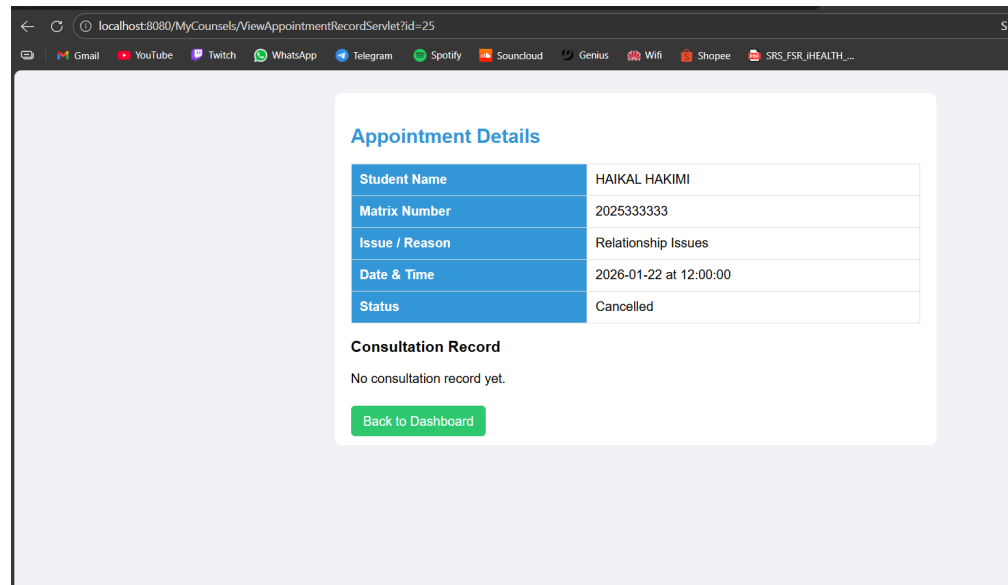 localhost:8080/MyCounsels/ViewAppointmentRecordServlet?id=25
Gmail YouTube Twitch WhatsApp Telegram Spotify Souncloud Genius Wifi Shopee SRS_FSR_iHEALTH_...
Appointment Details
Student Name HAIKAL HAKIMI
Matrix Number 2025333333
Issue / Reason Relationship Issues
Date & Time 2026-01-22 at 12:00:00
Status Cancelled
Consultation Record
No consultation record yet.
Back to Dashboard